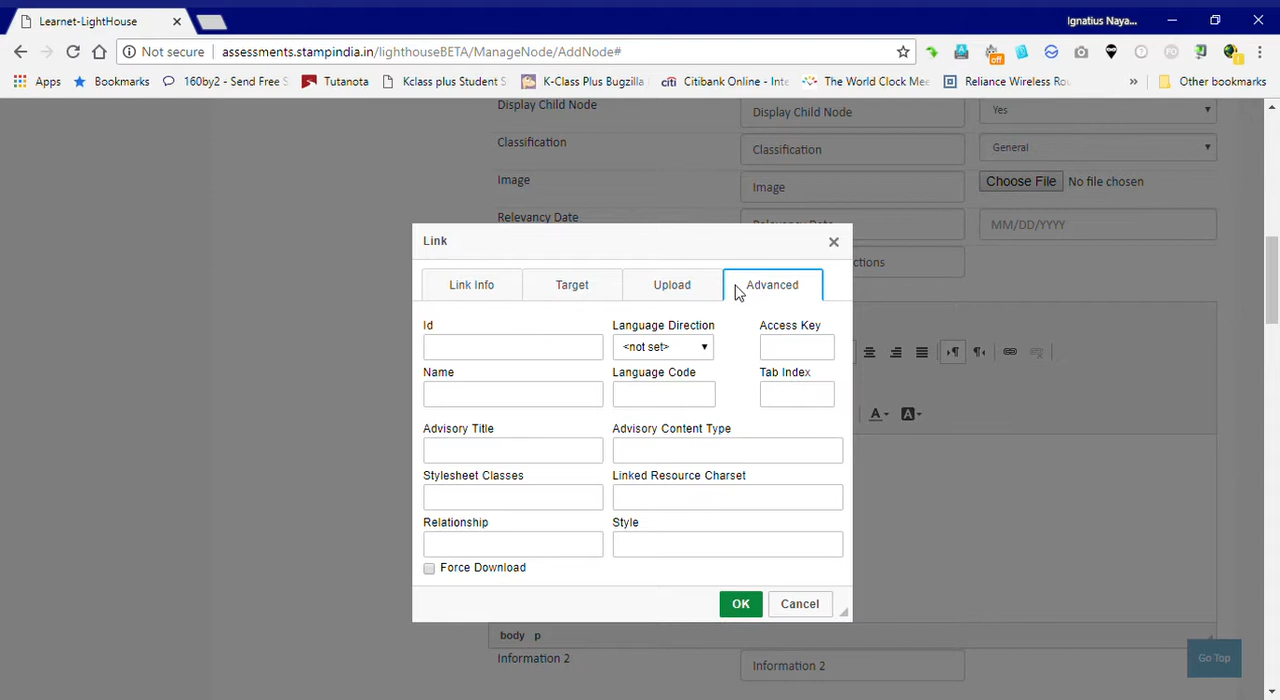 Learnet-LightHouse
Ignatius Naya...
Not secure
assessments.stampindia.in/lighthouseBETA/ManageNode/AddNode#
off
Apps
Bookmarks
160by2 - Send Free S
Tutanota
Kclass plus Student S
K-Class Plus Bugzilla
citi Citibank Online - Inte
The World Clock Mee
Reliance Wireless Rou
»
Other bookmarks
Display Child Node
Display Child Node
Yes
Classification
Classification
General
Image
Image
Choose File No file chosen
Relevancy Date
Relevancy Date
MM/DD/YYYY
ctions
Link
Link Info
Target
Upload
Advanced
Id
Language Direction
Access Key
<not set>
Name
Language Code
Tab Index
Advisory Title
Advisory Content Type
Stylesheet Classes
Linked Resource Charset
Relationship
Style
Force Download
OK
Cancel
A
A
body p
Information 2
Information 2
Go Top